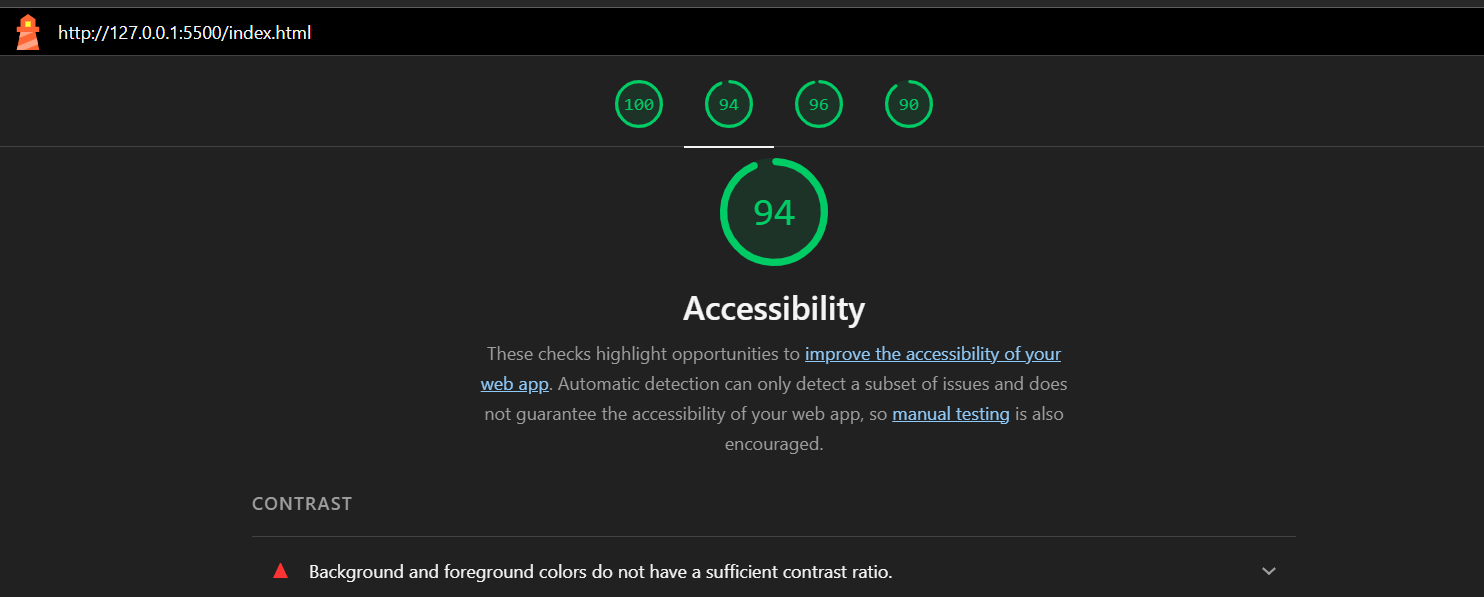 http://127.0.0.1:5500/index.html
100 94 96 90
94
Accessibility
These checks highlight opportunities to improve the accessibility of your
web app. Automatic detection can only detect a subset of issues and does
not guarantee the accessibility of your web app, so manual testing is also
encouraged.
CONTRAST
Background and foreground colors do not have a sufficient contrast ratio.